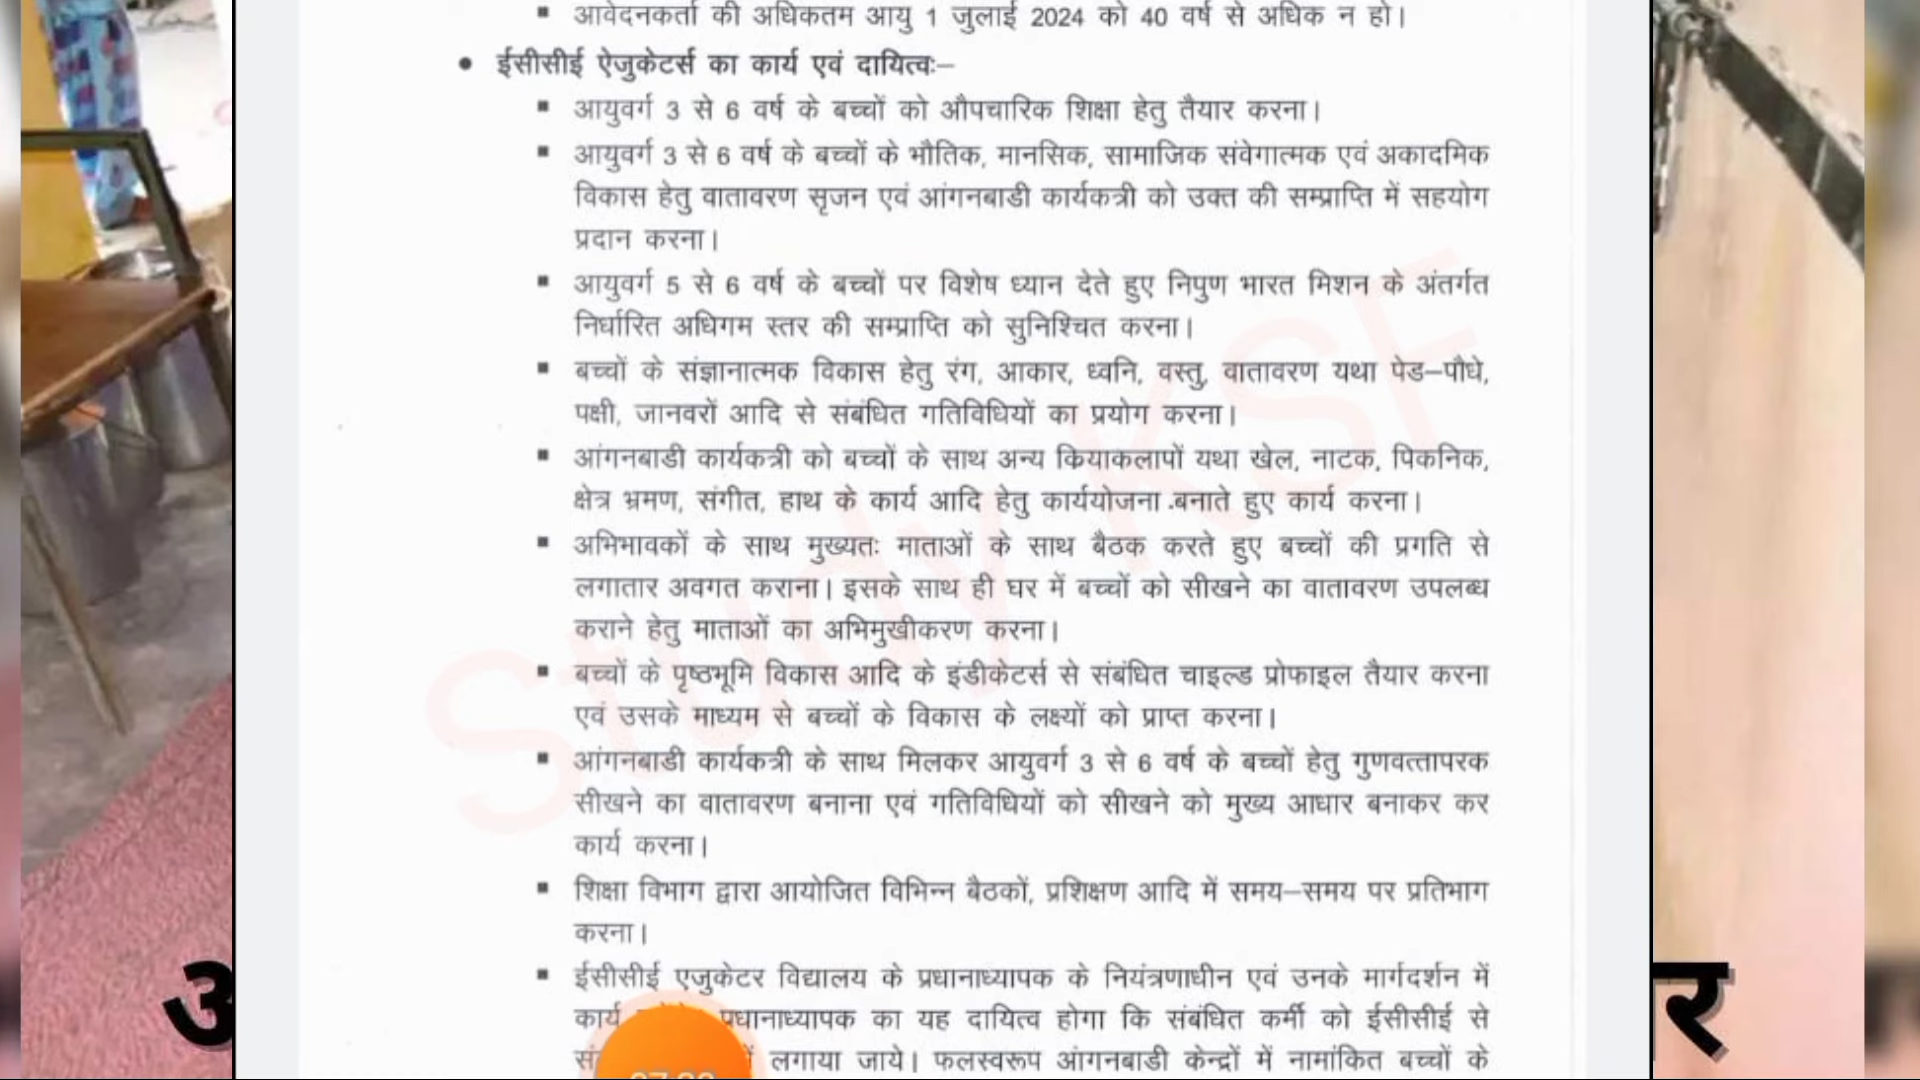 आवेदनकर्ता की अधिकतम आयु 1 जुलाई 2024 को 40 वर्ष से अधिक न हो।
ईसीसीई ऐजुकेटर्स का कार्य एवं दायित्वः–
आयुवर्ग 3 से 6 वर्ष के बच्चों को औपचारिक शिक्षा हेतु तैयार करना।
आयुवर्ग 3 से 6 वर्ष के बच्चों के भौतिक, मानसिक, सामाजिक संवेगात्मक एवं अकादमिक
विकास हेतु वातावरण सृजन एवं आंगनबाडी कार्यकत्री को उक्त की सम्प्राप्ति में सहयोग
प्रदान करना।
आयुवर्ग 5 से 6 वर्ष के बच्चों पर विशेष ध्यान देते हुए निपुण भारत मिशन के अंतर्गत
निर्धारित अधिगम स्तर की सम्प्राप्ति को सुनिश्चित करना।
बच्चों के संज्ञानात्मक विकास हेतु रंग, आकार, ध्वनि, वस्तु, वातावरण यथा पेड–पौधे,
पक्षी, जानवरों आदि से संबंधित गतिविधियों का प्रयोग करना।
आंगनबाडी कार्यकत्री को बच्चों के साथ अन्य कियाकलापों यथा खेल, नाटक, पिकनिक,
क्षेत्र भ्रमण, संगीत, हाथ के कार्य आदि हेतु कार्ययोजना .बनाते हुए कार्य करना।
अभिभावकों के साथ मुख्यतः माताओं के साथ बैठक करते हुए बच्चों की प्रगति से
लगातार अवगत कराना। इसके साथ ही घर में बच्चों को सीखने का वातावरण उपलब्ध
कराने हेतु माताओं का अभिमुखीकरण करना।
बच्चों के पृष्ठभूमि विकास आदि के इंडीकेटर्स से संबंधित चाइल्ड प्रोफाइल तैयार करना
एवं उसके माध्यम से बच्चों के विकास के लक्ष्यों को प्राप्त करना।
आंगनबाडी कार्यकत्री के साथ मिलकर आयुवर्ग 3 से 6 वर्ष के बच्चों हेतु गुणवत्तापरक
सीखने का वातावरण बनाना एवं गतिविधियों को सीखने को मुख्य आधार बनाकर कर
कार्य करना।
शिक्षा विभाग द्वारा आयोजित विभिन्न बैठकों, प्रशिक्षण आदि में समय–समय पर प्रतिभाग
करना।
ईसीसीई एजुकेटर विद्यालय के प्रधानाध्यापक के नियंत्रणाधीन एवं उनके मार्गदर्शन में
कार्य प्रधानाध्यापक का यह दायित्व होगा कि संबंधित कर्मी को ईसीसीई से
लगाया जाये। फलस्वरूप आंगनबाडी केन्द्रों में नामांकित बच्चों के
Study KSF